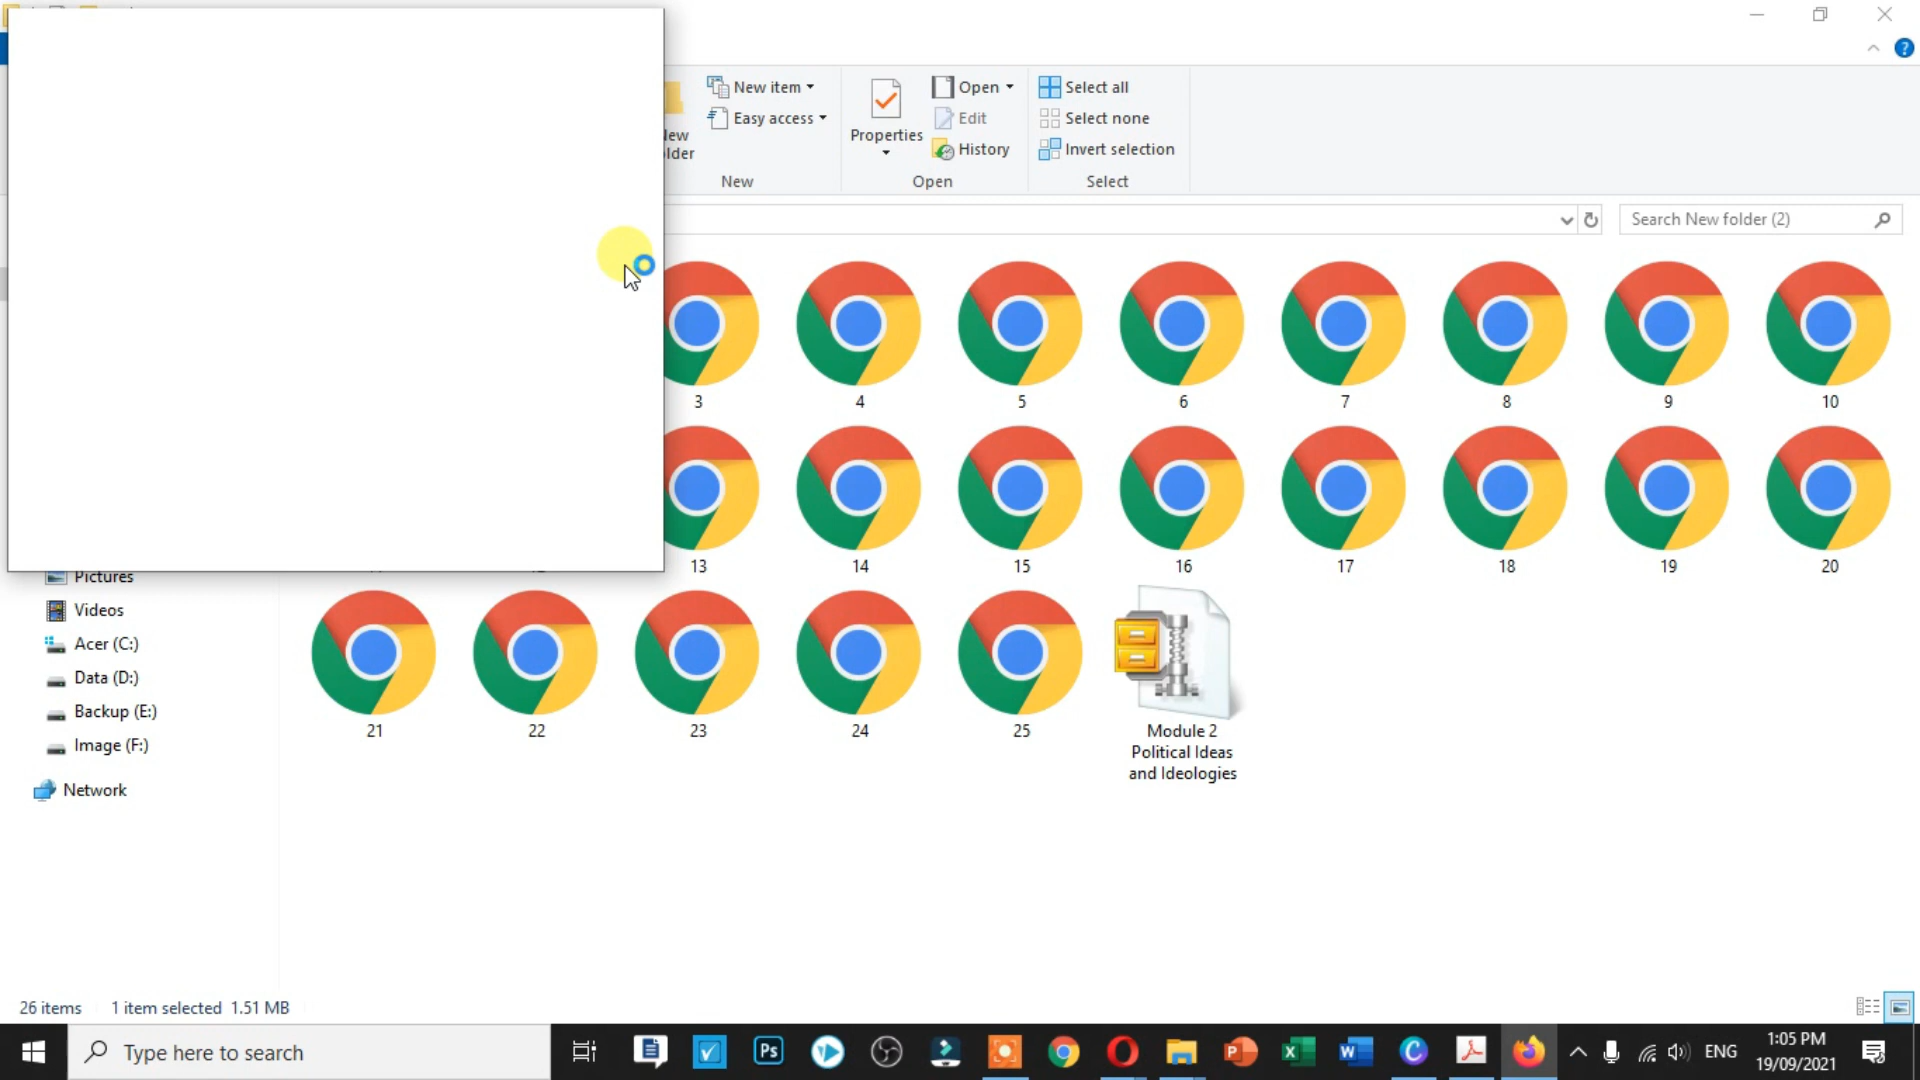 New item
Open
Select all
Easy access
Edit
Select none
Properties
History
Invert selection
New
Open
Select
Search New folder (2)
3
4
5
6
7
8
9
10
13
14
15
16
17
18
19
20
Pictures
Videos
Acer (C:)
Data (D:)
Backup (E:)
Image (F:)
Network
21
22
23
24
25
Module 2
Political Ideas
and Ideologies
26 items
1 item selected 1.51 MB
Type here to search
Ps
ENG
1:05 PM
19/09/2021